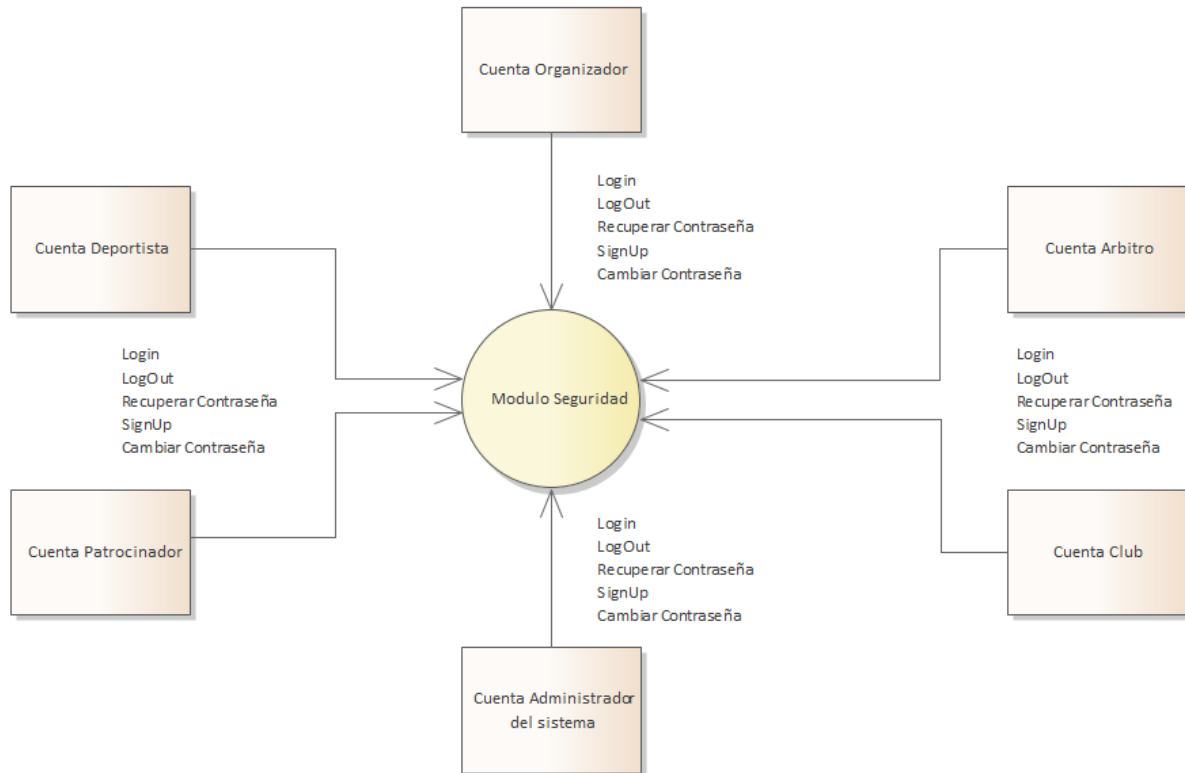 Cuenta Organizador
Login
LogOut
Recuperar Contraseña
SignUp
Cambiar Contraseña
Cuenta Deportista
Cuenta Arbitro
Login
LogOut
Recuperar Contraseña
SignUp
Cambiar Contraseña
Modulo Seguridad
Login
LogOut
Recuperar Contraseña
SignUp
Cambiar Contraseña
Cuenta Patrocinador
Login
LogOut
Recuperar Contraseña
SignUp
Cambiar Contraseña
Cuenta Club
Cuenta Administrador
del sistema